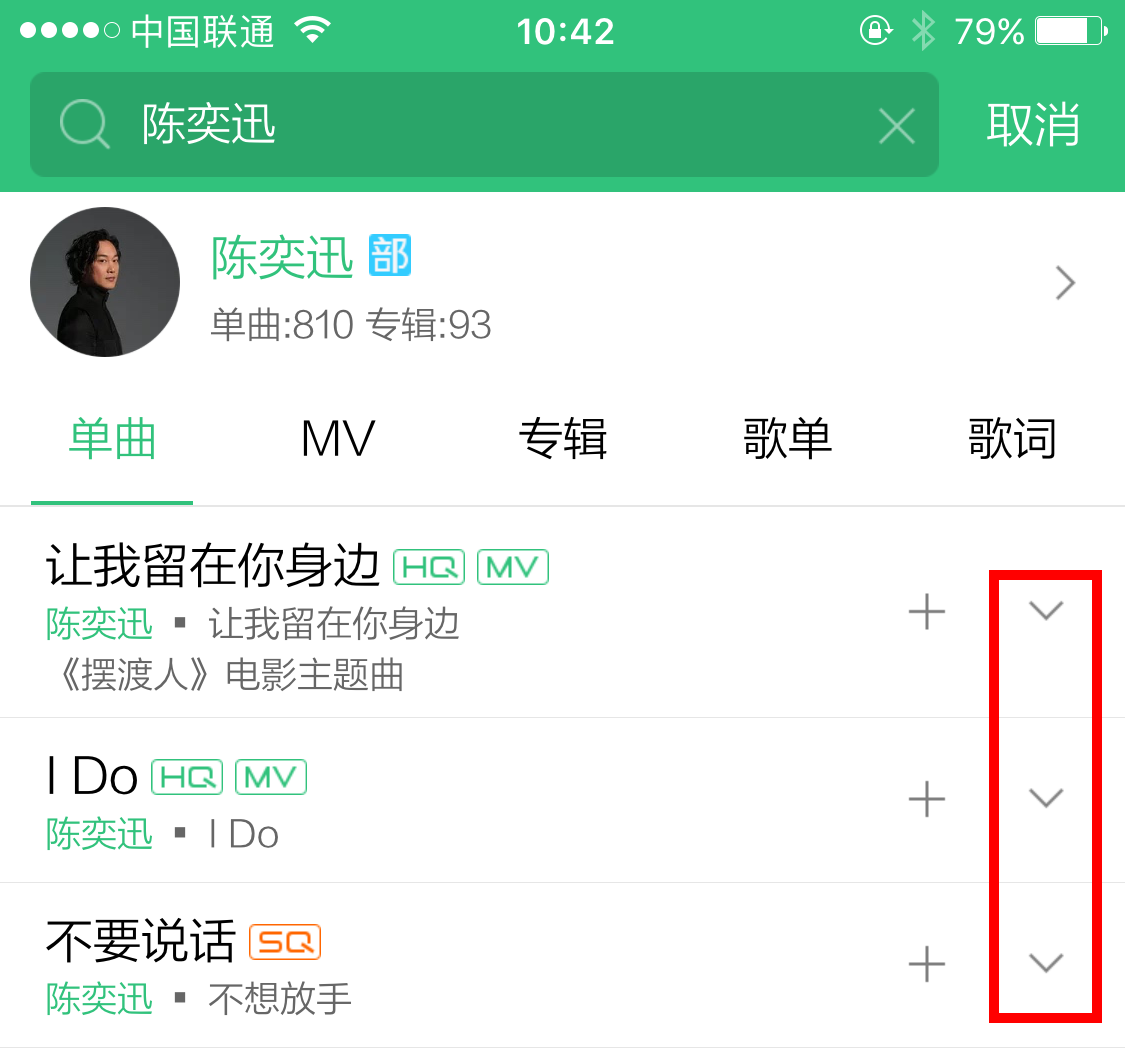 中国联通 10:42 79%
陈奕迅 取消
陈奕迅 部
单曲:810 专辑:93
单曲 MV 专辑 歌单 歌词
让我留在你身边 HQ MV
陈奕迅 ▪ 让我留在你身边
《摆渡人》电影主题曲
I Do HQ MV
陈奕迅 ▪ I Do
不要说话 SQ
陈奕迅 ▪ 不想放手